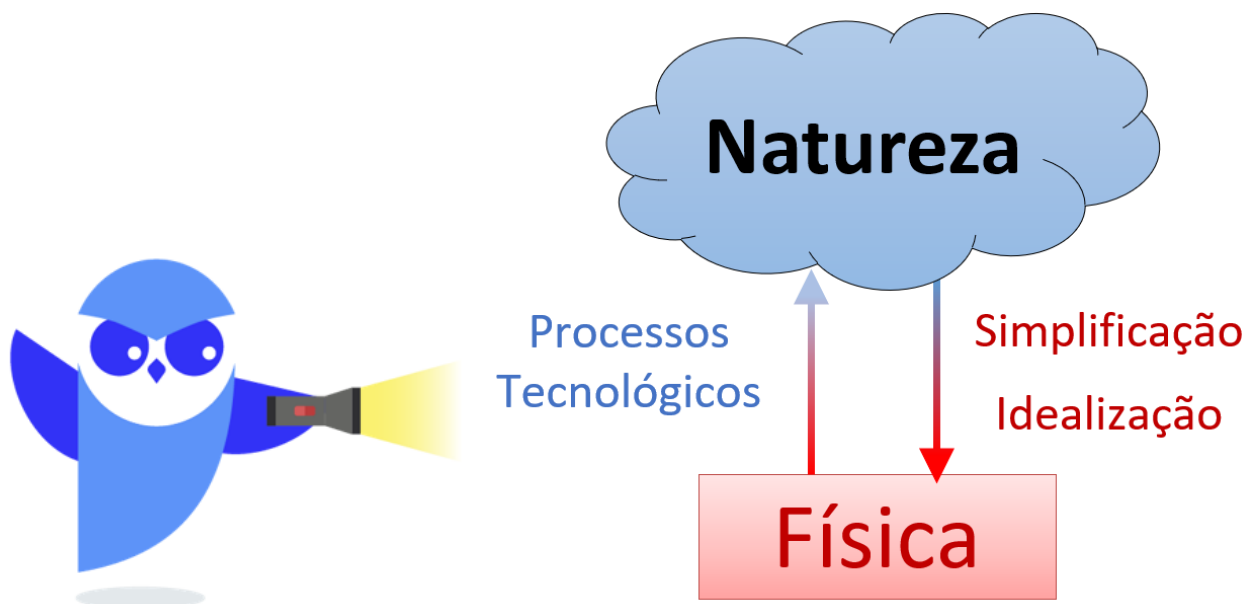 Natureza
Processos
Tecnológicos
Simplificação
Idealização
Física